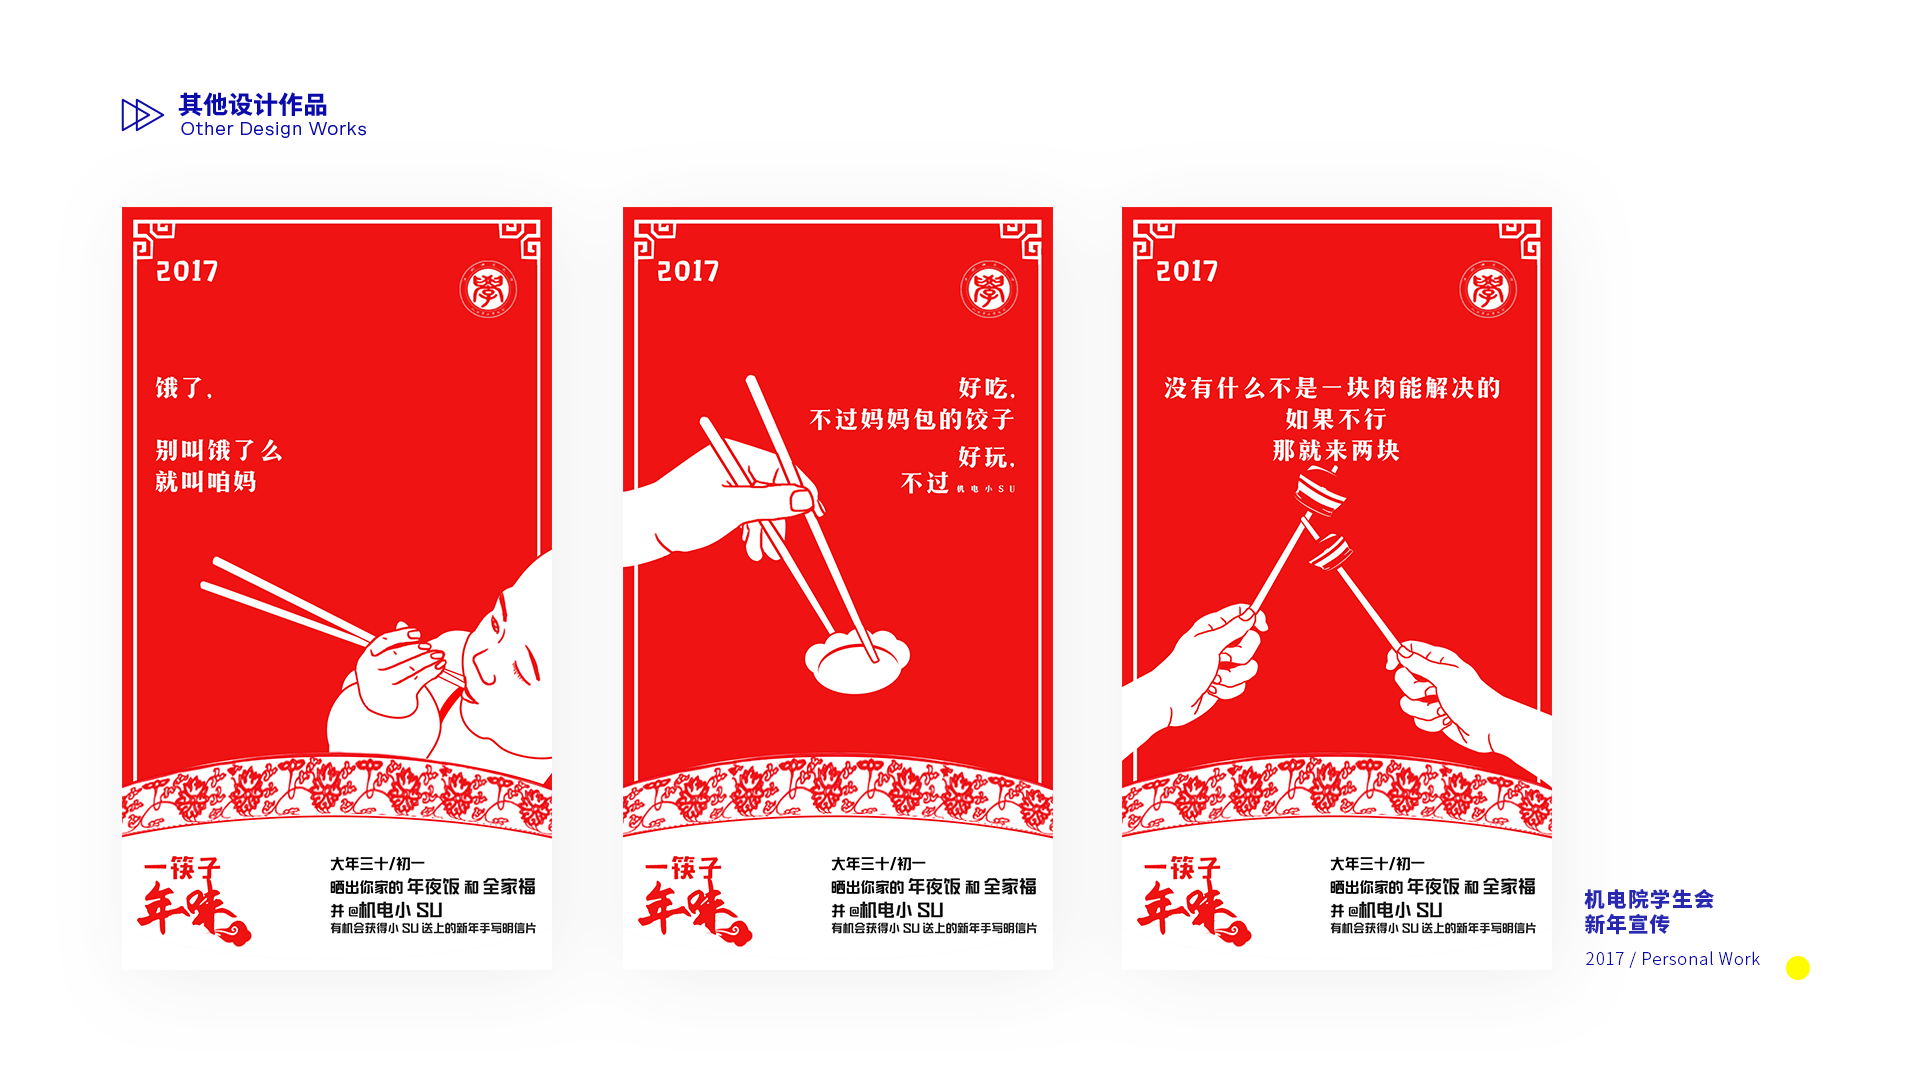 其他设计作品
Other Design Works
2017
學
饿了,
别叫饿了么
就叫咱妈
一筷子
年味
大年三十/初一
晒出你家的 年夜饭 和 全家福
并 @机电小 SU
有机会获得小 SU 送上的新年手写明信片
2017
學
好吃,
不过妈妈包的饺子
好玩,
不过 机电小SU
一筷子
年味
大年三十/初一
晒出你家的 年夜饭 和 全家福
并 @机电小 SU
有机会获得小 SU 送上的新年手写明信片
2017
學
没有什么不是一块肉能解决的
如果不行
那就来两块
一筷子
年味
大年三十/初一
晒出你家的 年夜饭 和 全家福
并 @机电小 SU
有机会获得小 SU 送上的新年手写明信片
机电院学生会
新年宣传
2017 / Personal Work